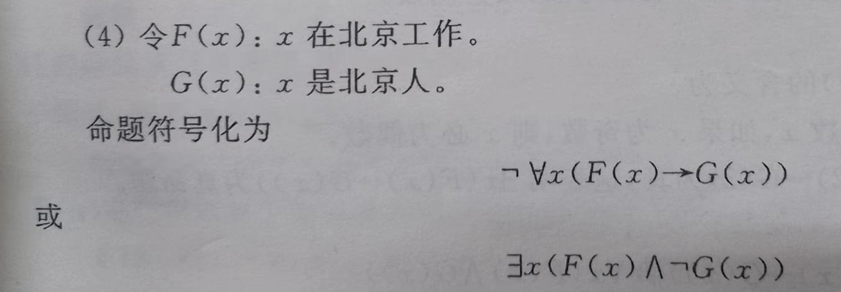 (4) 令F(x)：x 在北京工作。
G(x)：x 是北京人。
命题符号化为
¬∀x(F(x)→G(x))
或
∃x(F(x)∧¬G(x))